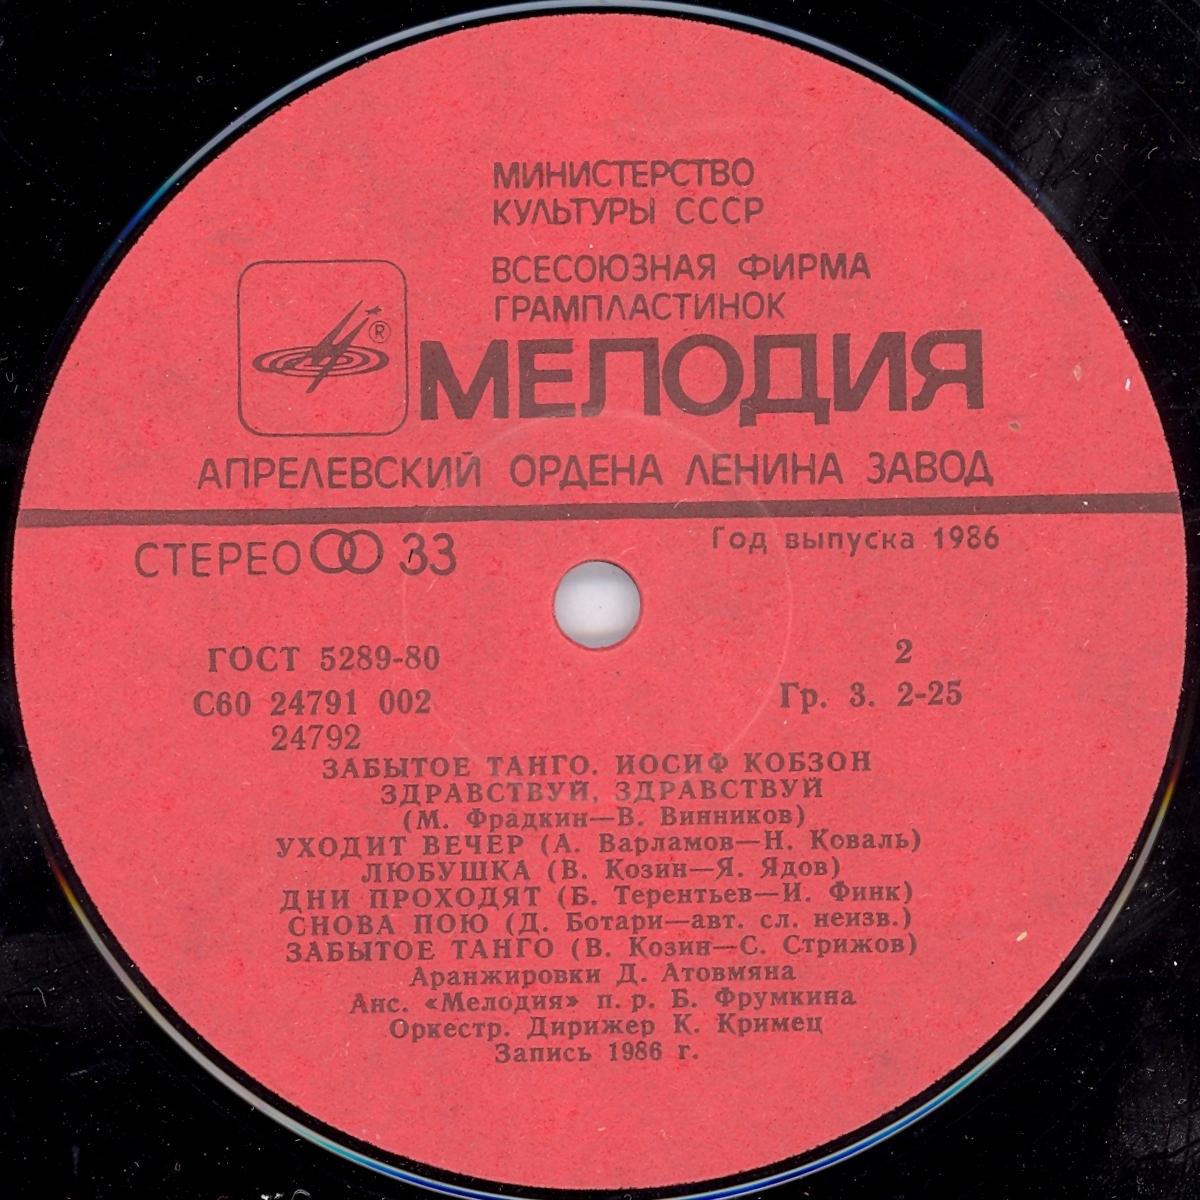 МИНИСТЕРСТВО
КУЛЬТУРЫ СССР
ВСЕСОЮЗНАЯ ФИРМА
ГРАМПЛАСТИНОК
®
МЕЛОДИЯ
АПРЕЛЕВСКИЙ ОРДЕНА ЛЕНИНА ЗАВОД
СТЕРЕО 33
Год выпуска 1986
ГОСТ 5289-80
2
С60 24791 002
Гр. 3. 2-25
24792
ЗАБЫТОЕ ТАНГО. ИОСИФ КОБЗОН
ЗДРАВСТВУЙ, ЗДРАВСТВУЙ
(М. Фрадкин—В. Винников)
УХОДИТ ВЕЧЕР (А. Варламов—Н. Коваль)
ЛЮБУШКА (В. Козин—Я. Ядов)
ДНИ ПРОХОДЯТ (Б. Терентьев—И. Финк)
СНОВА ПОЮ (Д. Ботари—авт. сл. неизв.)
ЗАБЫТОЕ ТАНГО (В. Козин—С. Стрижов)
Аранжировки Д. Атовмяна
Анс. «Мелодия» п. р. Б. Фрумкина
Оркестр. Дирижер К. Кримец
Запись 1986 г.